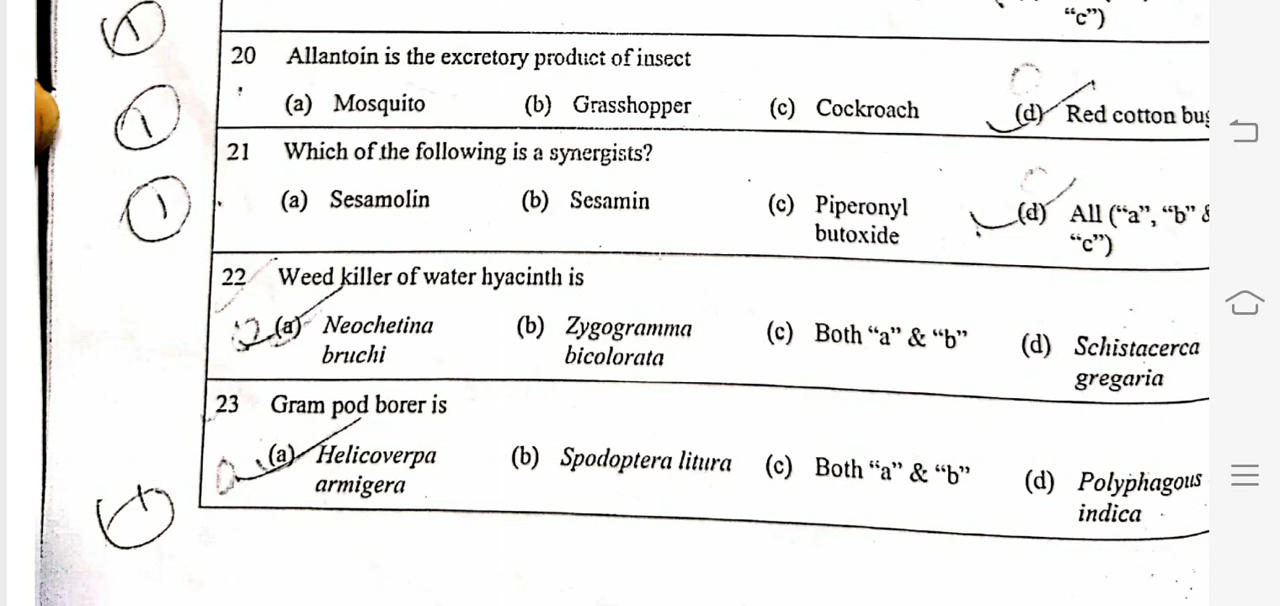 "c")
20 Allantoin is the excretory product of insect
(a) Mosquito (b) Grasshopper (c) Cockroach (d) Red cotton bug
21 Which of the following is a synergists?
(a) Sesamolin (b) Sesamin (c) Piperonyl butoxide (d) All ("a", "b" & "c")
22 Weed killer of water hyacinth is
(a) Neochetina bruchi (b) Zygogramma bicolorata (c) Both "a" & "b" (d) Schistacerca gregaria
23 Gram pod borer is
(a) Helicoverpa armigera (b) Spodoptera litura (c) Both "a" & "b" (d) Polyphagous indica